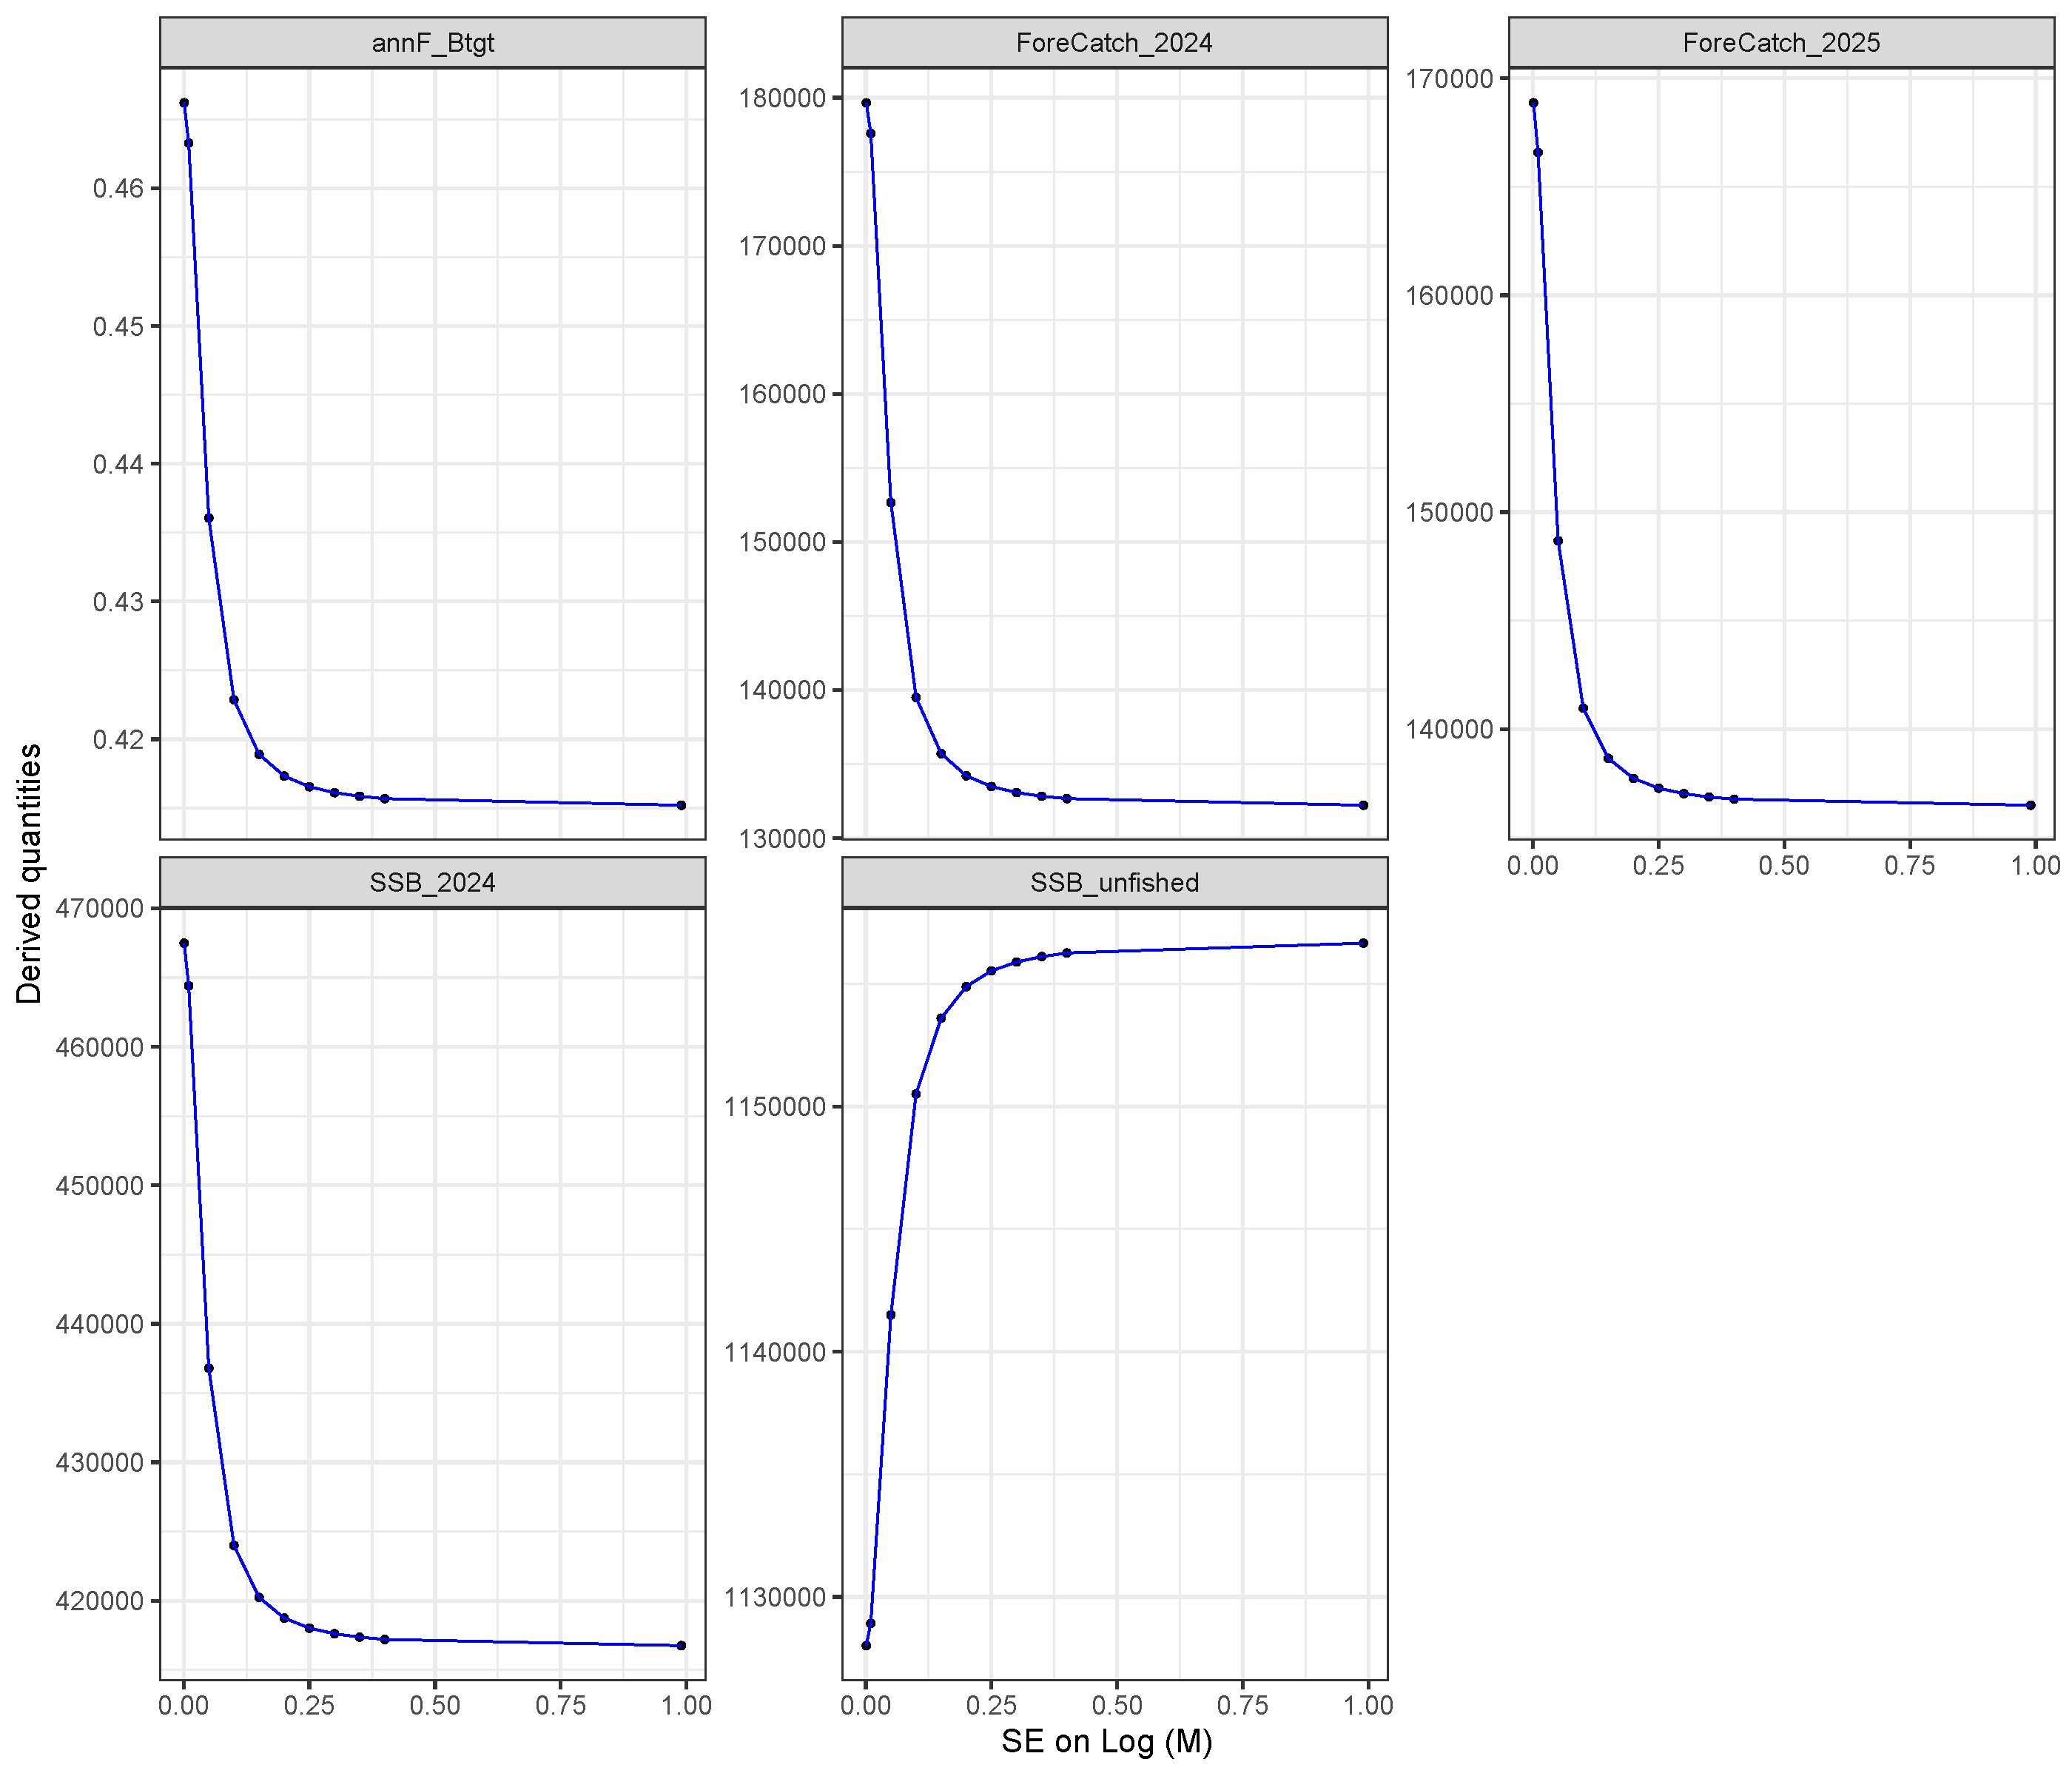 annF_Btgt
ForeCatch_2024
ForeCatch_2025
0.46
0.45
0.44
0.43
0.42
180000
170000
160000
150000
140000
130000
170000
160000
150000
140000
0.00 0.25 0.50 0.75 1.00
Derived quantities
SSB_2024
SSB_unfished
470000
460000
450000
440000
430000
420000
1150000
1140000
1130000
0.00 0.25 0.50 0.75 1.00
0.00 0.25 0.50 0.75 1.00
SE on Log (M)